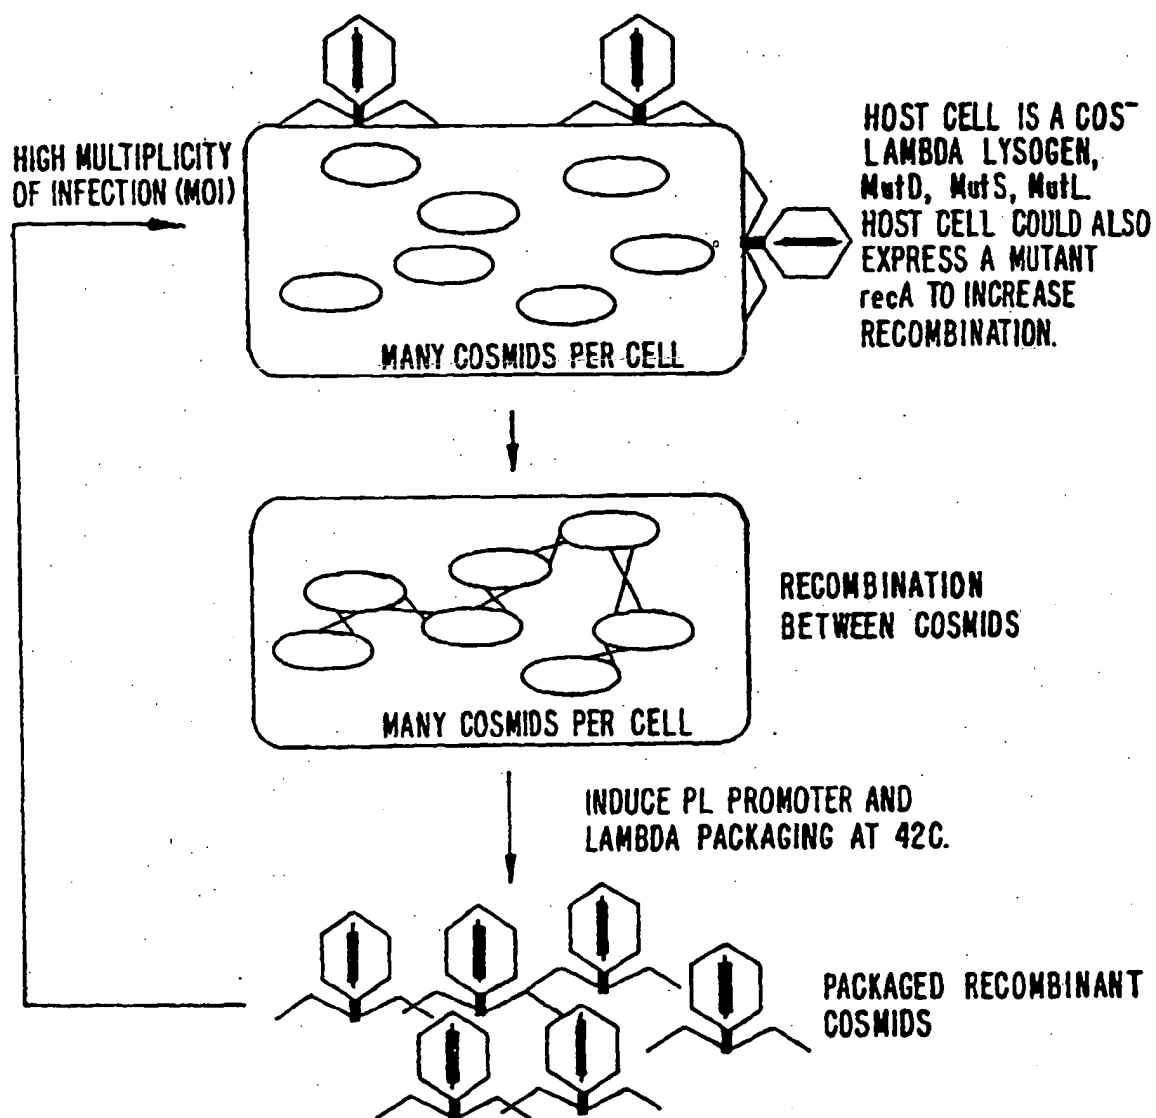 HIGH MULTIPLICITY
OF INFECTION (MOI)
HOST CELL IS A COS⁻
LAMBDA LYSOGEN,
MutD, MutS, MutL.
HOST CELL COULD ALSO
EXPRESS A MUTANT
recA TO INCREASE
RECOMBINATION.
MANY COSMIDS PER CELL
RECOMBINATION
BETWEEN COSMIDS
MANY COSMIDS PER CELL
INDUCE PL PROMOTER AND
LAMBDA PACKAGING AT 42C.
PACKAGED RECOMBINANT
COSMIDS